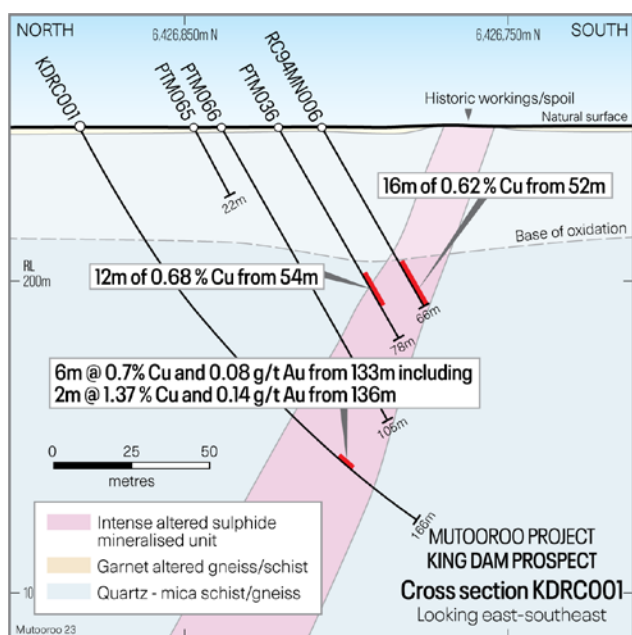 NORTH
6,426,850m N
6,426,750m N
SOUTH
KDRC001
PTM065
PTM066
PTM036
RC94MN006
Historic workings/spoil
Natural surface
22m
16m of 0.62 % Cu from 52m
Base of oxidation
RL
200m
12m of 0.68 % Cu from 54m
66m
78m
6m @ 0.7% Cu and 0.08 g/t Au from 133m including
2m @ 1.37 % Cu and 0.14 g/t Au from 136m
105m
0 25 50
metres
166m
Intense altered sulphide
mineralised unit
Garnet altered gneiss/schist
Quartz - mica schist/gneiss
MUTOOROO PROJECT
KING DAM PROSPECT
Cross section KDRC001
Looking east-southeast
10
Mutooroo 23